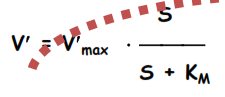 V' = V'max · S / S + KM